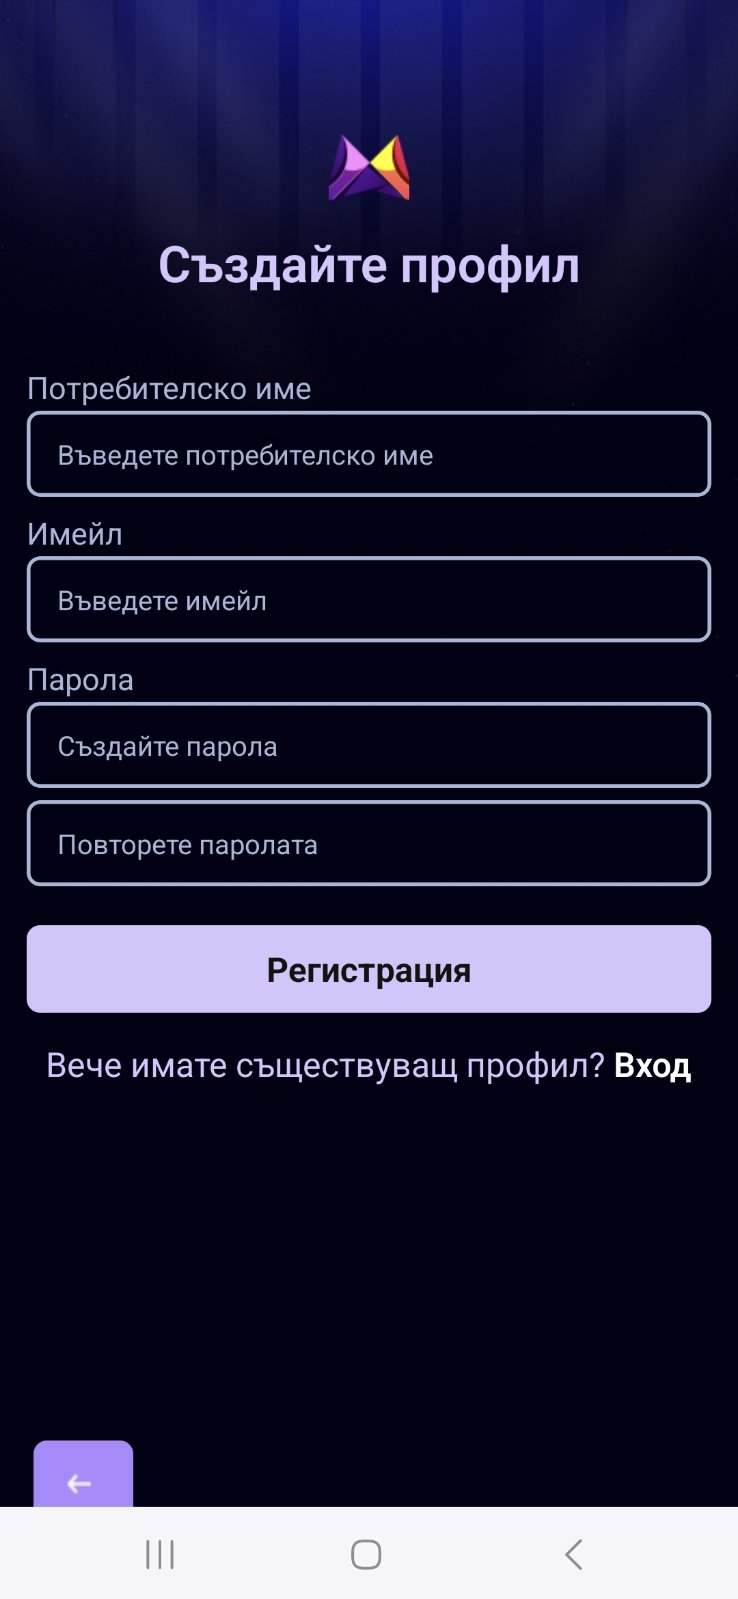 Създайте профил
Потребителско име
Въведете потребителско име
Имейл
Въведете имейл
Парола
Създайте парола
Повторете паролата
Регистрация
Вече имате съществуващ профил? Вход